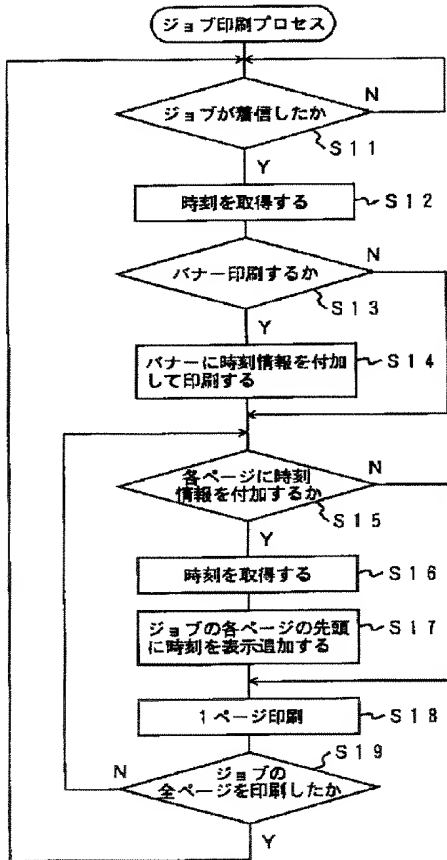 ジョブ印刷プロセス
ジョブが着信したか
N
S11
Y
時刻を取得する
S12
バナー印刷するか
N
S13
Y
バナーに時刻情報を付加
して印刷する
S14
各ページに時刻
情報を付加するか
N
S15
Y
時刻を取得する
S16
ジョブの各ページの先頭
に時刻を表示追加する
S17
1ページ印刷
S18
S19
N
ジョブの
全ページを印刷したか
Y